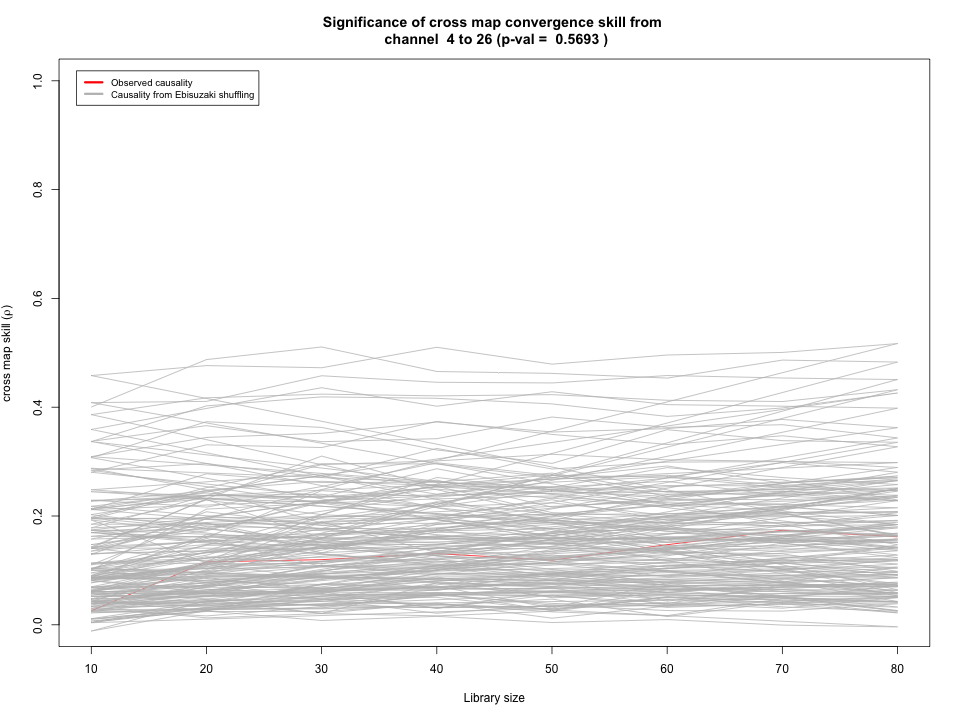 Significance of cross map convergence skill from
channel  4 to 26 (p-val =  0.5693 )
Observed causality
Causality from Ebisuzaki shuffling
cross map skill (ρ)
1.0
0.8
0.6
0.4
0.2
0.0
10 20 30 40 50 60 70 80
Library size